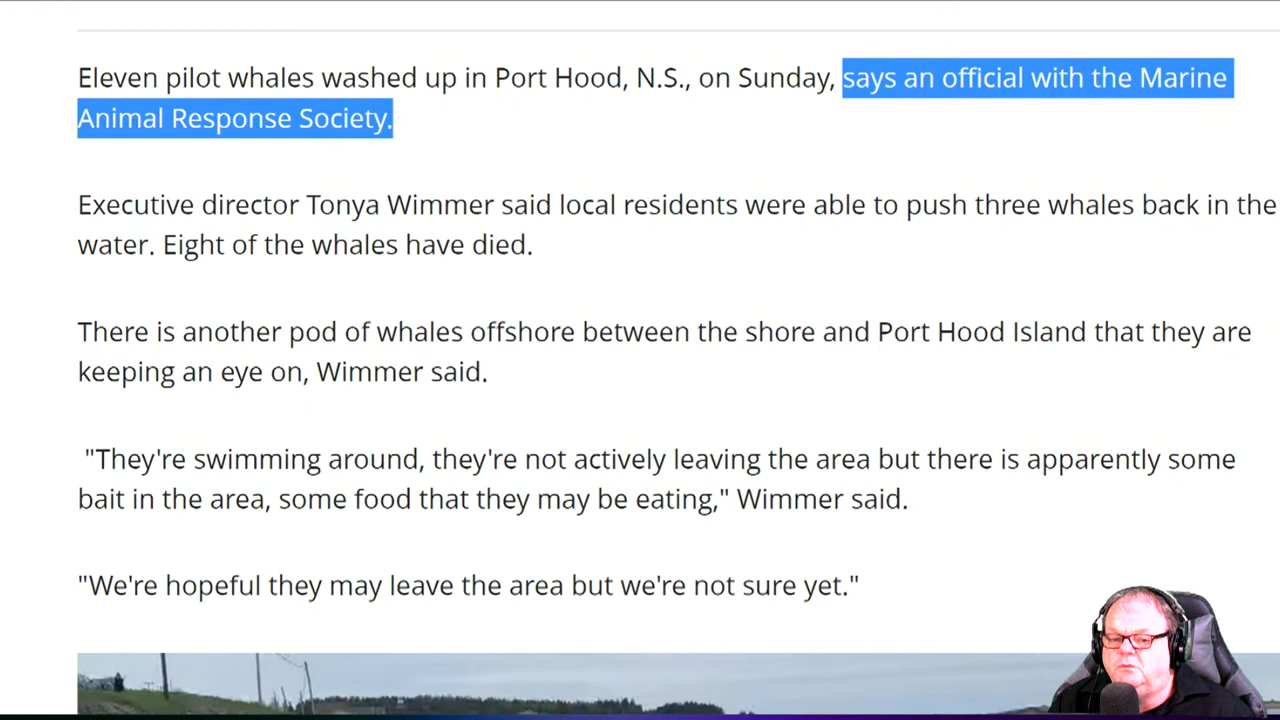 Eleven pilot whales washed up in Port Hood, N.S., on Sunday, says an official with the Marine
Animal Response Society.
Executive director Tonya Wimmer said local residents were able to push three whales back in the
water. Eight of the whales have died.
There is another pod of whales offshore between the shore and Port Hood Island that they are
keeping an eye on, Wimmer said.
"They're swimming around, they're not actively leaving the area but there is apparently some
bait in the area, some food that they may be eating," Wimmer said.
"We're hopeful they may leave the area but we're not sure yet."